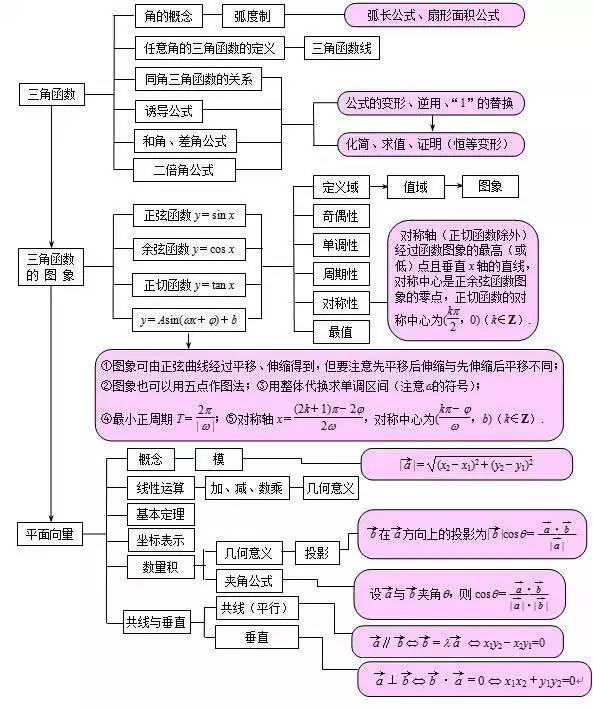 角的概念
弧度制
弧长公式、扇形面积公式
任意角的三角函数的定义
三角函数线
三角函数
同角三角函数的关系
诱导公式
和角、差角公式
二倍角公式
公式的变形、逆用、“1”的替换
化简、求值、证明（恒等变形）
三角函数
的 图 象
正弦函数 y = sin x
余弦函数 y = cos x
正切函数 y = tan x
y = Asin(ωx + φ) + b
定义域
值域
图象
奇偶性
单调性
周期性
对称性
最值
对称轴（正切函数除外）
经过函数图象的最高（或
低）点且垂直 x 轴的直线，
对称中心是正余弦函数图
象的零点，正切函数的对
称中心为(kπ/2，0)（k∈Z）.
①图象可由正弦曲线经过平移、伸缩得到，但要注意先平移后伸缩与先伸缩后平移不同；
②图象也可以用五点作图法；③用整体代换求单调区间（注意ω的符号）；
④最小正周期 T = 2π/|ω|；⑤对称轴 x = (2k+1)π－2φ/2ω，对称中心为(kπ－φ/ω，b)（k∈Z）.
平面向量
概念
模
|a⃗| = √(x₂－x₁)²+(y₂－y₁)²
线性运算
加、减、数乘
几何意义
基本定理
坐标表示
数量积
几何意义
投影
b⃗在a⃗方向上的投影为|b⃗|cosθ = a⃗·b⃗/|a⃗|
夹角公式
设a⃗与b⃗夹角θ，则 cosθ = a⃗·b⃗/|a⃗|·|b⃗|
共线与垂直
共线（平行）
a⃗∥b⃗⇔b⃗ = λa⃗ ⇔x₁y₂－x₂y₁=0
垂直
a⃗⊥b⃗⇔b⃗·a⃗ = 0⇔x₁x₂+y₁y₂=0↵